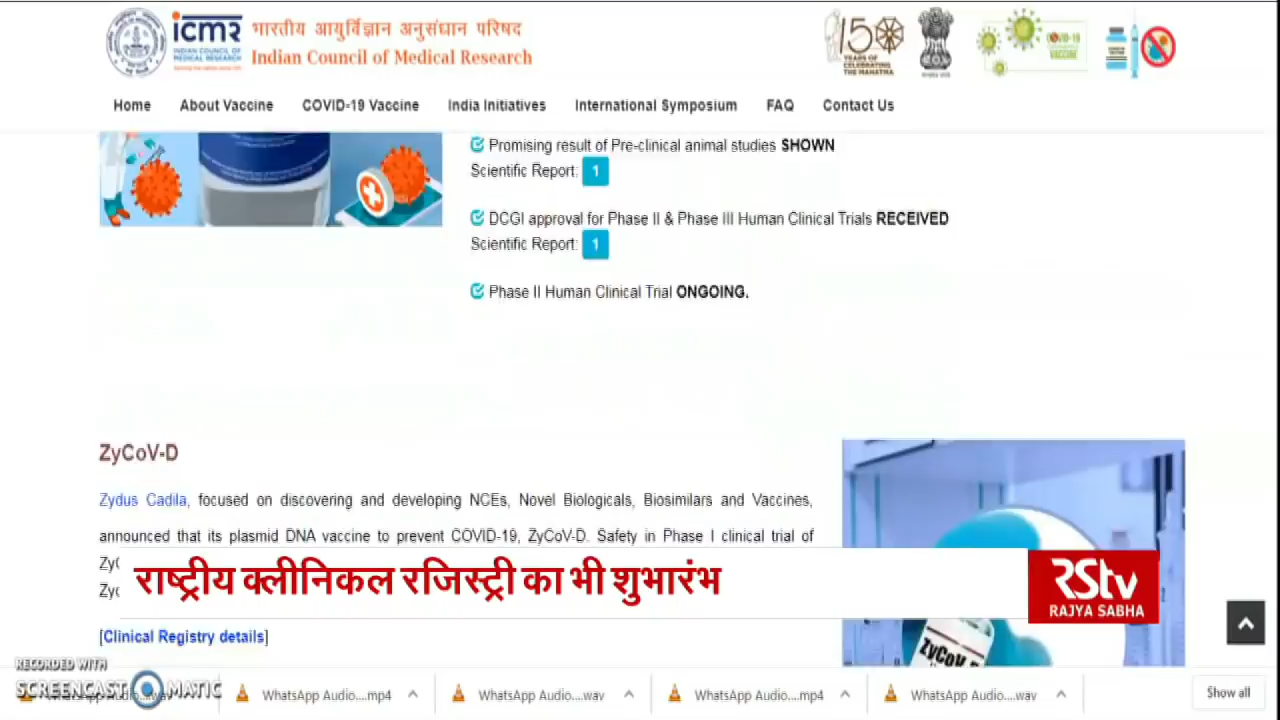 icmr
INDIAN COUNCIL OF
MEDICAL RESEARCH
भारतीय आयुर्विज्ञान अनुसंधान परिषद
Indian Council of Medical Research
150
YEARS OF
CELEBRATING
THE MAHATMA
COVID-19
VACCINE
Home About Vaccine COVID-19 Vaccine India Initiatives International Symposium FAQ Contact Us
Promising result of Pre-clinical animal studies SHOWN
Scientific Report: 1
DCGI approval for Phase II & Phase III Human Clinical Trials RECEIVED
Scientific Report: 1
Phase II Human Clinical Trial ONGOING.
ZyCoV-D
Zydus Cadila, focused on discovering and developing NCEs, Novel Biologicals, Biosimilars and Vaccines,
announced that its plasmid DNA vaccine to prevent COVID-19, ZyCoV-D. Safety in Phase I clinical trial of
राष्ट्रीय क्लीनिकल रजिस्ट्री का भी शुभारंभ
RStv
RAJYA SABHA
[Clinical Registry details]
ZyCoV-D
RECORDED WITH
SCREENCAST MATIC
WhatsApp Audio....mp4 WhatsApp Audio....wav WhatsApp Audio....mp4 WhatsApp Audio....wav Show all